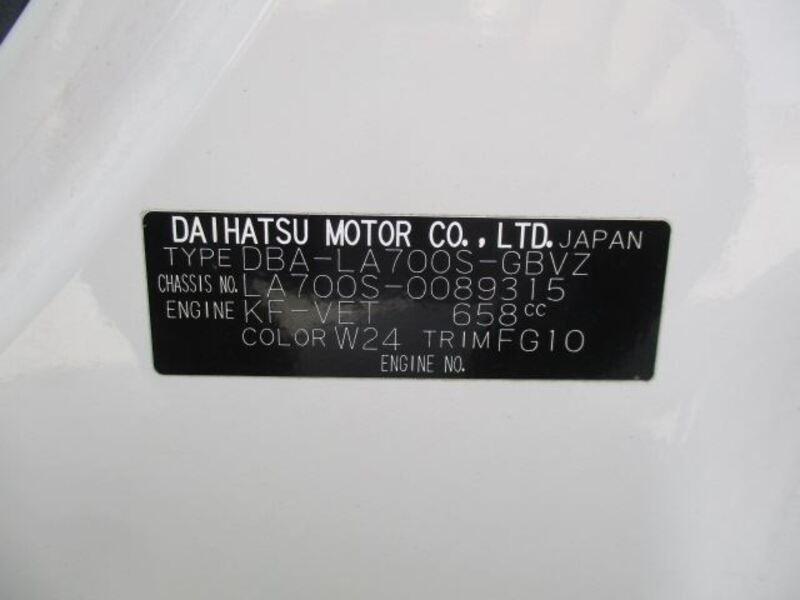 DAIHATSU MOTOR CO., LTD. JAPAN
TYPE DBA-LA700S-GBVZ
CHASSIS NO. LA700S-0089315
ENGINE KF-VET 658cc
COLOR W24 TRIM FG10
ENGINE NO.